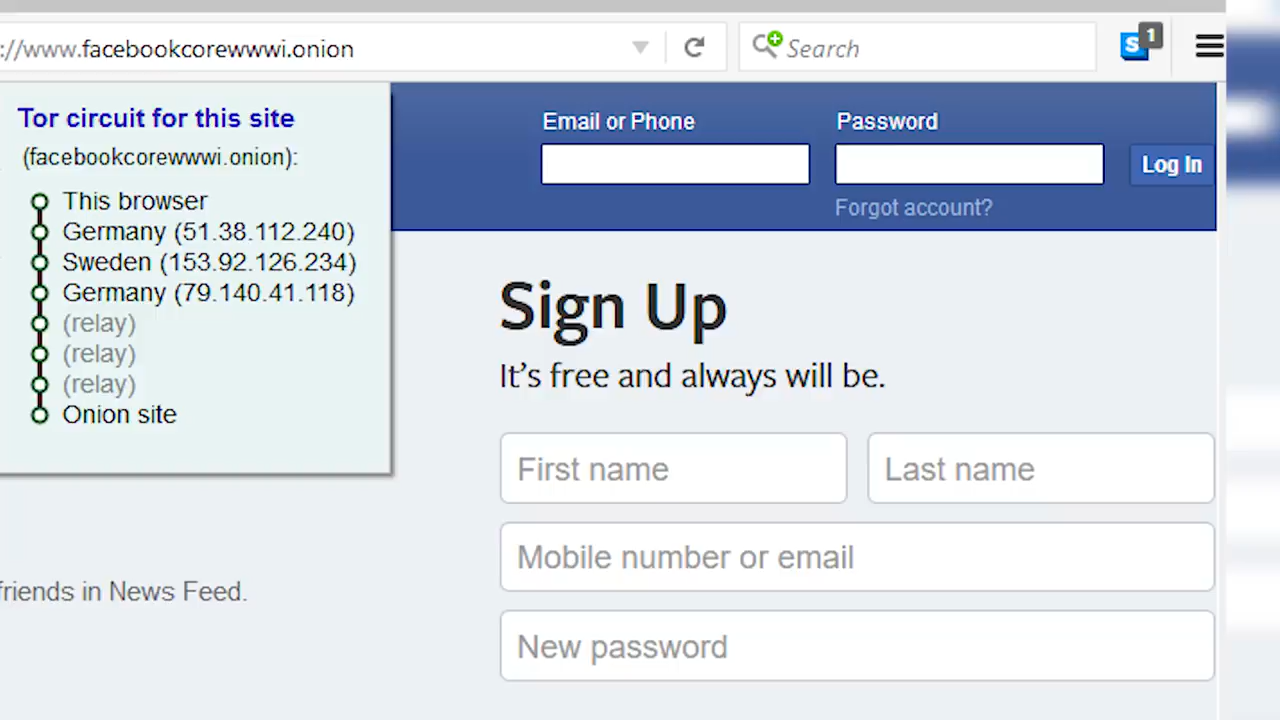 ://www.facebookcorewwwi.onion
Search
S
1
Tor circuit for this site
(facebookcorewwwi.onion):
This browser
Germany (51.38.112.240)
Sweden (153.92.126.234)
Germany (79.140.41.118)
(relay)
(relay)
(relay)
Onion site
Email or Phone
Password
Log In
Forgot account?
Sign Up
It’s free and always will be.
First name
Last name
Mobile number or email
friends in News Feed.
New password